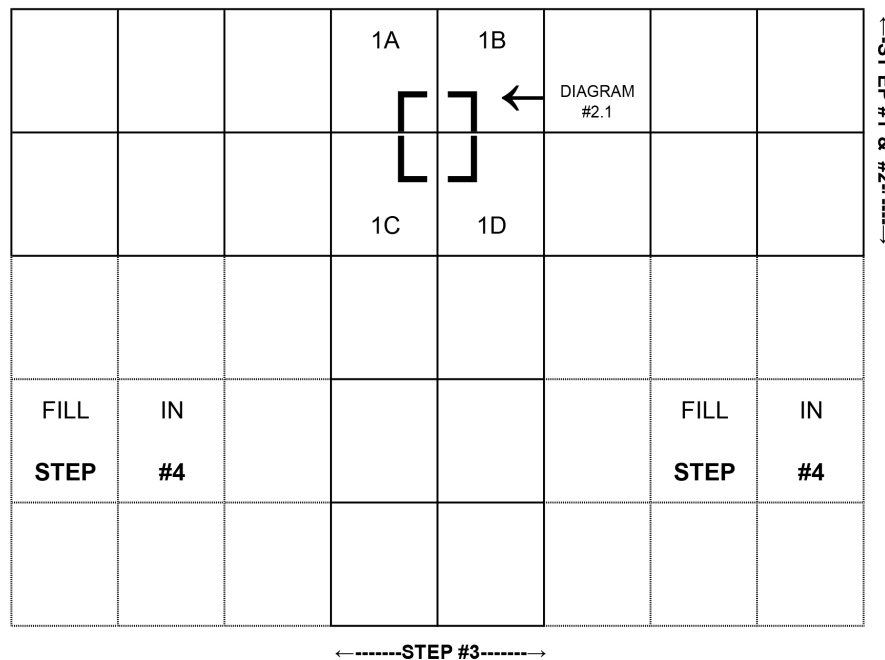 1A 1B
DIAGRAM
#2.1
1C 1D
FILL IN FILL IN
STEP #4 STEP #4
←-------STEP #3-------→